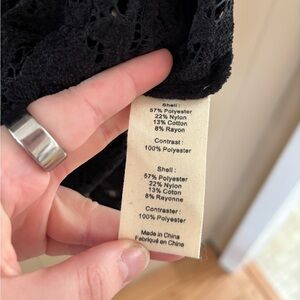 Shell :
57% Polyester
22% Nylon
13% Cotton
8% Rayon
Contrast :
100% Polyester
Shell :
57% Polyester
22% Nylon
13% Coton
8% Rayonne
Contraster :
100% Polyester
Made in China
Fabriqué en Chine